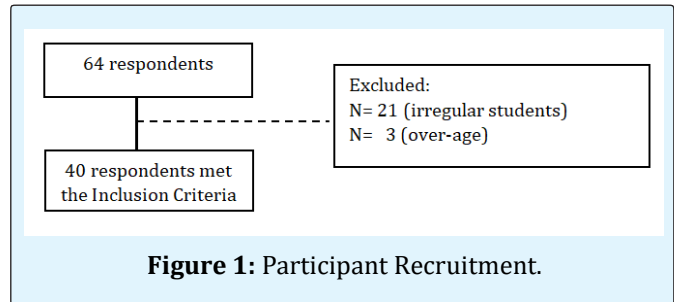 64 respondents
Excluded:
N= 21 (irregular students)
N= 3 (over-age)
40 respondents met
the Inclusion Criteria
Figure 1: Participant Recruitment.